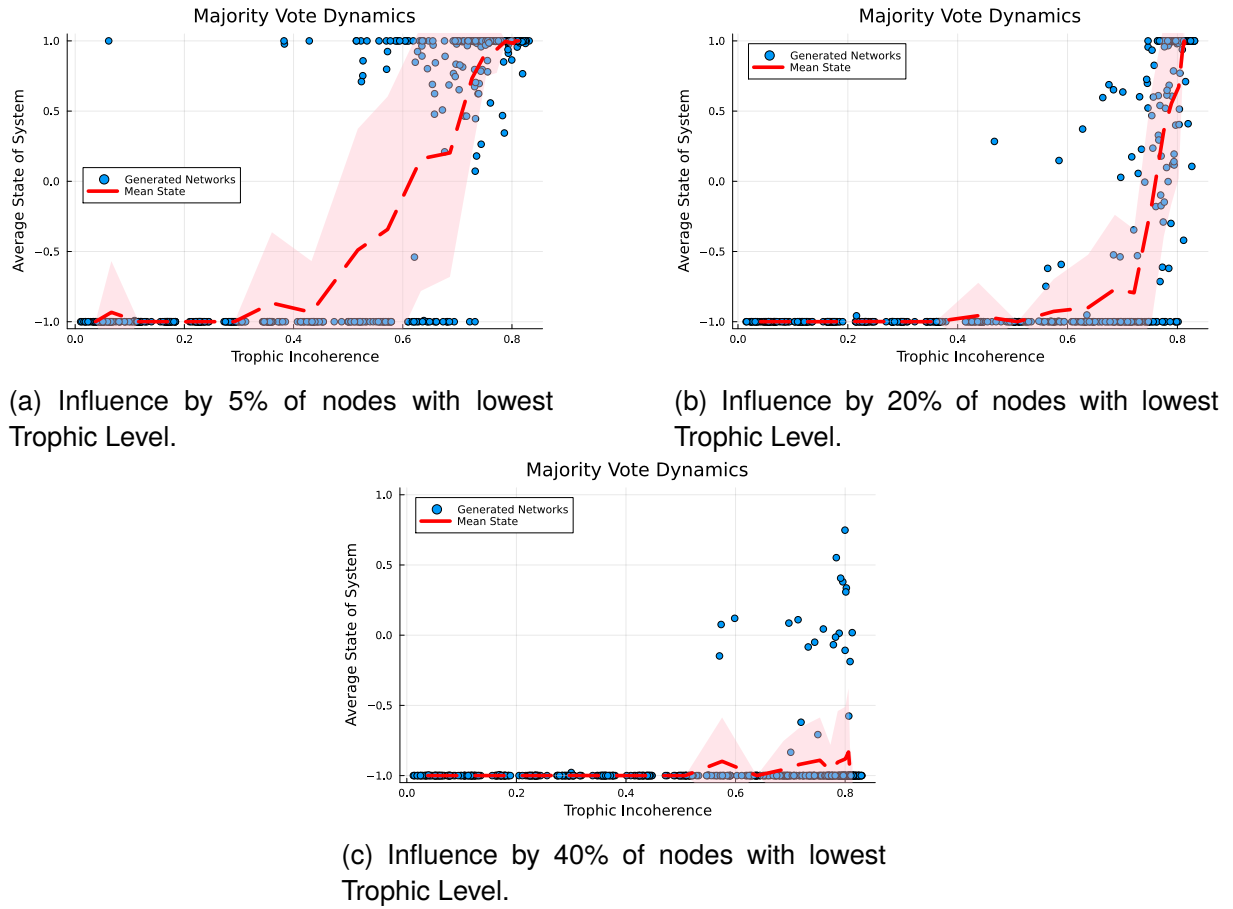 Majority Vote Dynamics
Average State of System
1.0
0.5
0.0
−0.5
−1.0
Generated Networks
Mean State
0.0
0.2
0.4
0.6
0.8
Trophic Incoherence
(a) Influence by 5% of nodes with lowest
Trophic Level.
Majority Vote Dynamics
Average State of System
1.0
0.5
0.0
−0.5
−1.0
Generated Networks
Mean State
0.0
0.2
0.4
0.6
0.8
Trophic Incoherence
(b) Influence by 20% of nodes with lowest
Trophic Level.
Majority Vote Dynamics
Average State of System
1.0
0.5
0.0
−0.5
−1.0
Generated Networks
Mean State
0.0
0.2
0.4
0.6
0.8
Trophic Incoherence
(c) Influence by 40% of nodes with lowest
Trophic Level.